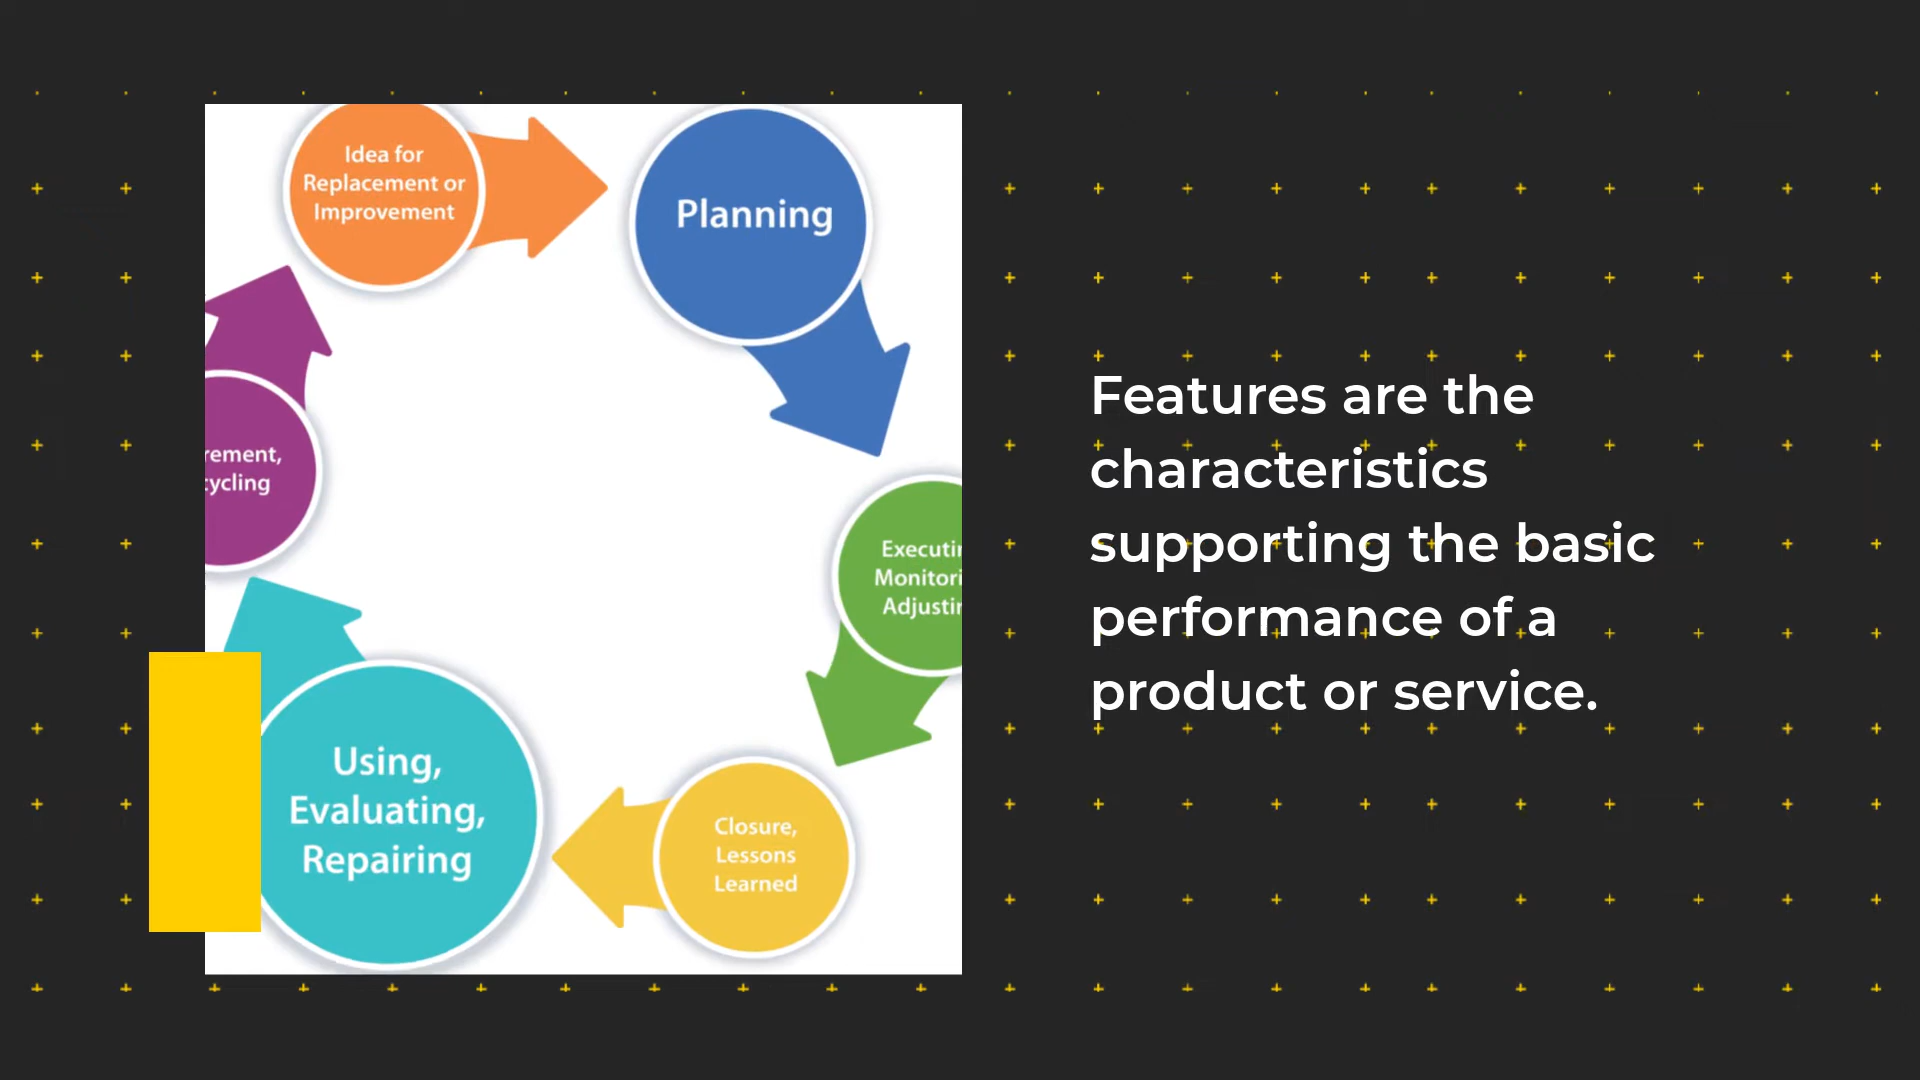 Idea for
Replacement or
Improvement
Planning
Features are the
characteristics
supporting the basic
performance of a
product or service.
Using,
Evaluating,
Repairing
Closure,
Lessons
Learned